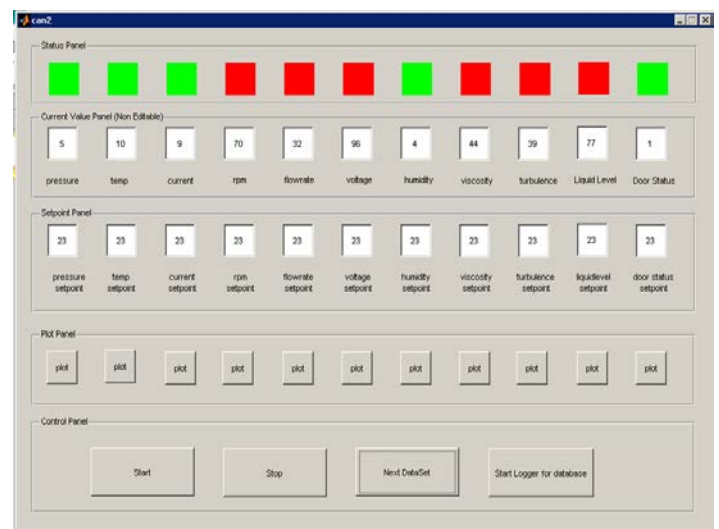 can2
Status Panel
Current Value Panel (Non Editable)
5 10 9 70 32 96 4 44 39 77 1
pressure temp current rpm flowrate voltage humidity viscosity turbulence Liquid Level Door Status
Setpoint Panel
23 23 23 23 23 23 23 23 23 23 23
pressure temp current rpm flowrate voltage humidity viscosity turbulence liquidlevel door status
setpoint setpoint setpoint setpoint setpoint setpoint setpoint setpoint setpoint setpoint setpoint
Plot Panel
plot plot plot plot plot plot plot plot plot plot plot
Control Panel
Start Stop Next DataSet Start Logger for database